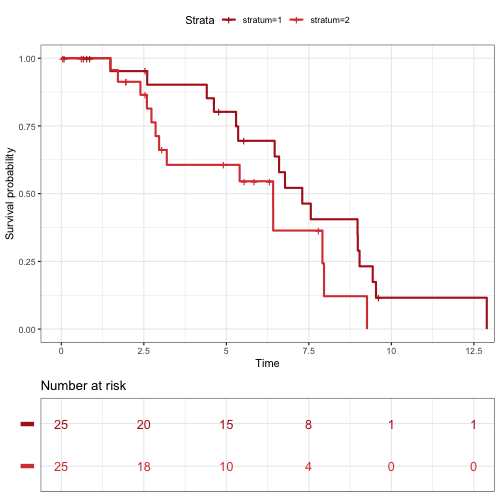 Strata stratum=1 stratum=2
1.00
0.75
0.50
0.25
0.00
Survival probability
0 2.5 5 7.5 10 12.5
Time
Number at risk
25 20 15 8 1 1
25 18 10 4 0 0